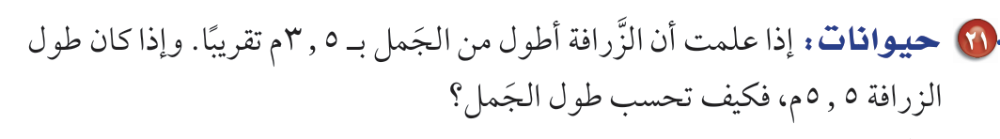 ٢١ حيوانات: إذا علمت أن الزَّرافة أطول من الجَمل بـ ٣,٥م تقريبًا. وإذا كان طول
الزرافة ٥,٥م، فكيف تحسب طول الجَمل؟